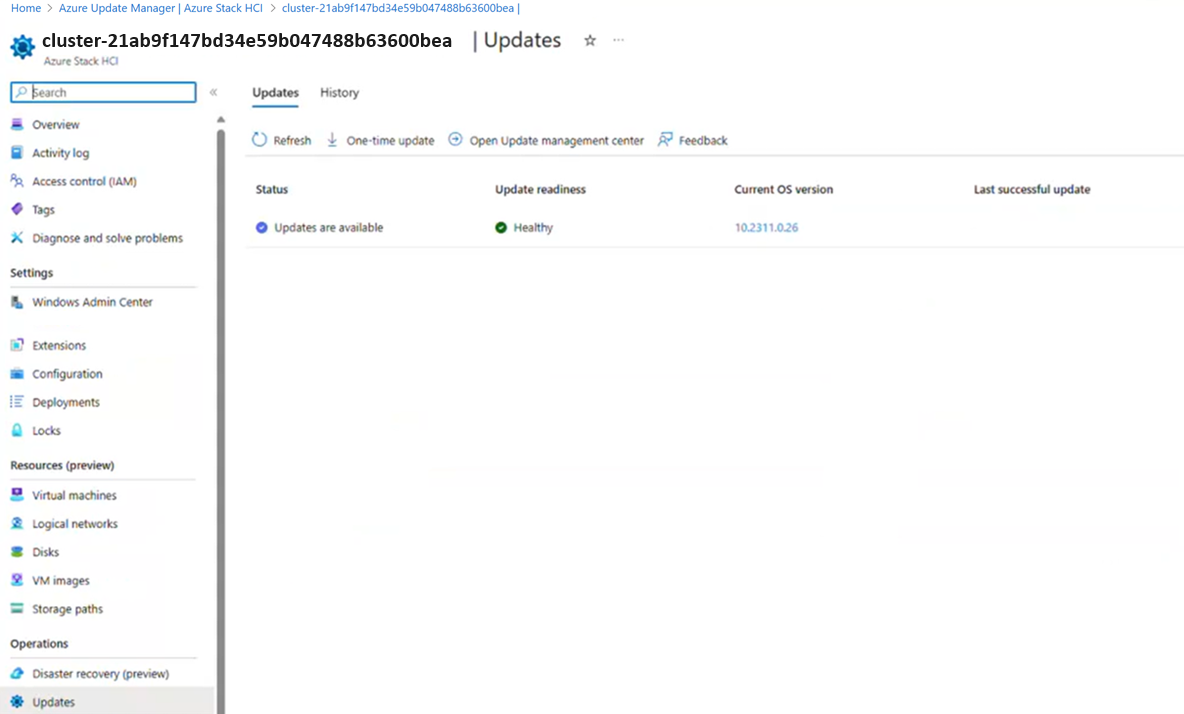 Home > Azure Update Manager | Azure Stack HCI > cluster-21ab9f147bd34e59b047488b63600bea |
cluster-21ab9f147bd34e59b047488b63600bea | Updates ☆ ...
Azure Stack HCI
Search «
Overview
Activity log
Access control (IAM)
Tags
Diagnose and solve problems
Settings
Windows Admin Center
Extensions
Configuration
Deployments
Locks
Resources (preview)
Virtual machines
Logical networks
Disks
VM images
Storage paths
Operations
Disaster recovery (preview)
Updates
Updates History
Refresh One-time update Open Update management center Feedback
Status Update readiness Current OS version Last successful update
Updates are available Healthy 10.2311.0.26